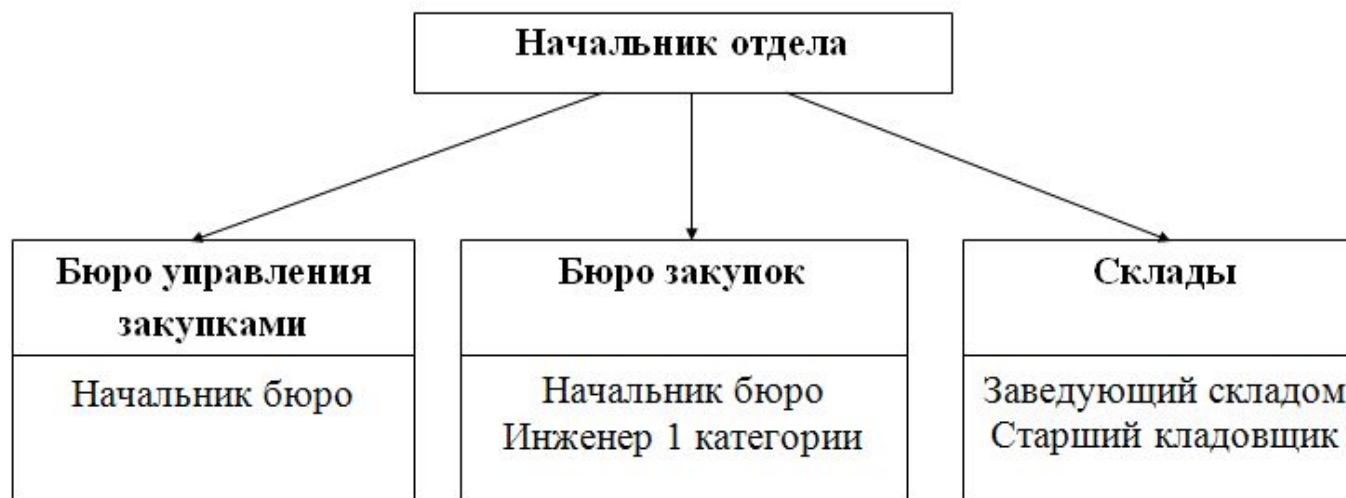 Начальник отдела
Бюро управления
закупками
Начальник бюро
Бюро закупок
Начальник бюро
Инженер 1 категории
Склады
Заведующий складом
Старший кладовщик